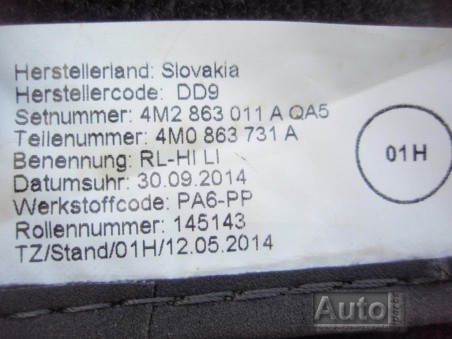 Herstellerland: Slovakia
Herstellercode: DD9
Setnummer: 4M2 863 011 A QA5
Teilenummer: 4M0 863 731 A
Benennung: RL-HI LI
Datumsuhr: 30.09.2014
Werkstoffcode: PA6-PP
Rollennummer: 145143
TZ/Stand/01H/12.05.2014
01H
Auto
parts